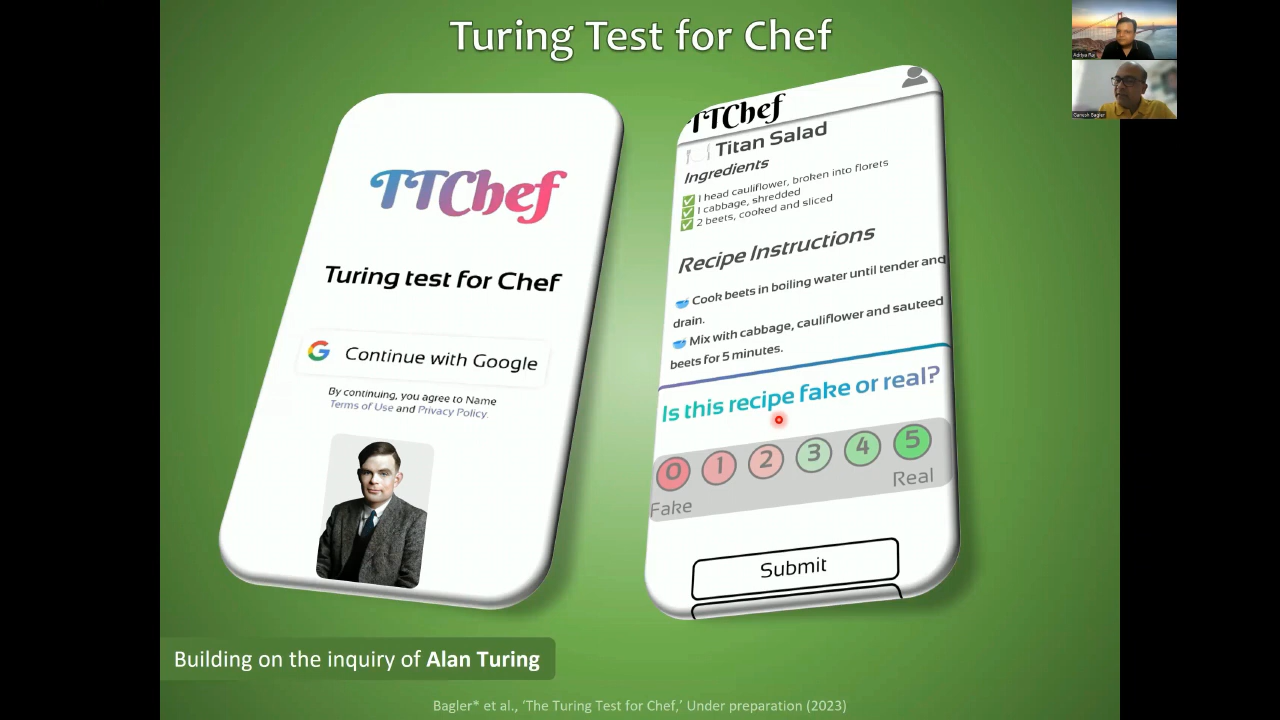 Turing Test for Chef
TTChef
Turing test for Chef
Continue with Google
By continuing, you agree to Name
Terms of Use and Privacy Policy.
TTChef
Titan Salad
Ingredients
1 head cauliflower, broken into florets
1 cabbage, shredded
2 beets, cooked and sliced
Recipe Instructions
Cook beets in boiling water until tender and
drain.
Mix with cabbage, cauliflower and sauteed
beets for 5 minutes.
Is this recipe fake or real?
0 1 2 3 4 5
Fake
Real
Submit
Building on the inquiry of Alan Turing
Bagler* et al., ‘The Turing Test for Chef,’ Under preparation (2023)
Aditya Raj
Ganesh Bagler